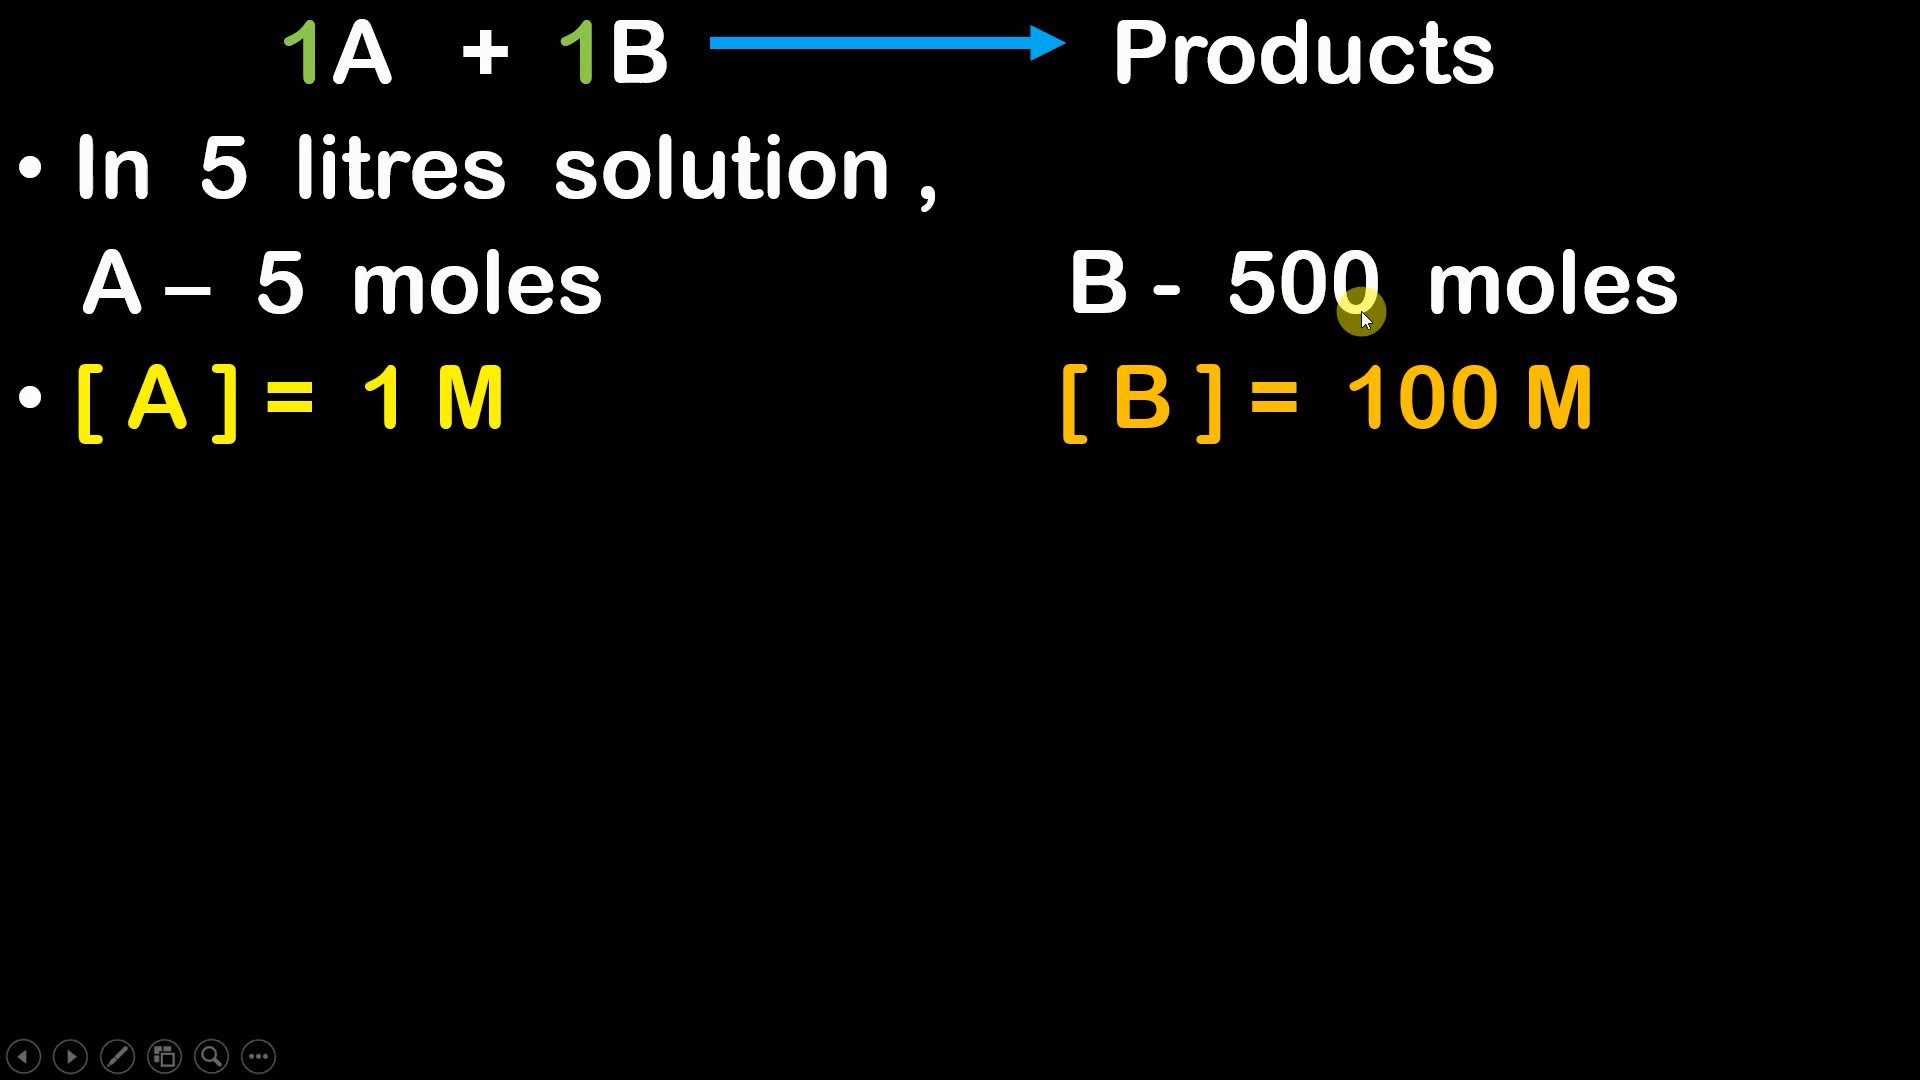 1A + 1B Products
• In 5 litres solution ,
A – 5 moles B - 500 moles
• [ A ] = 1 M [ B ] = 100 M